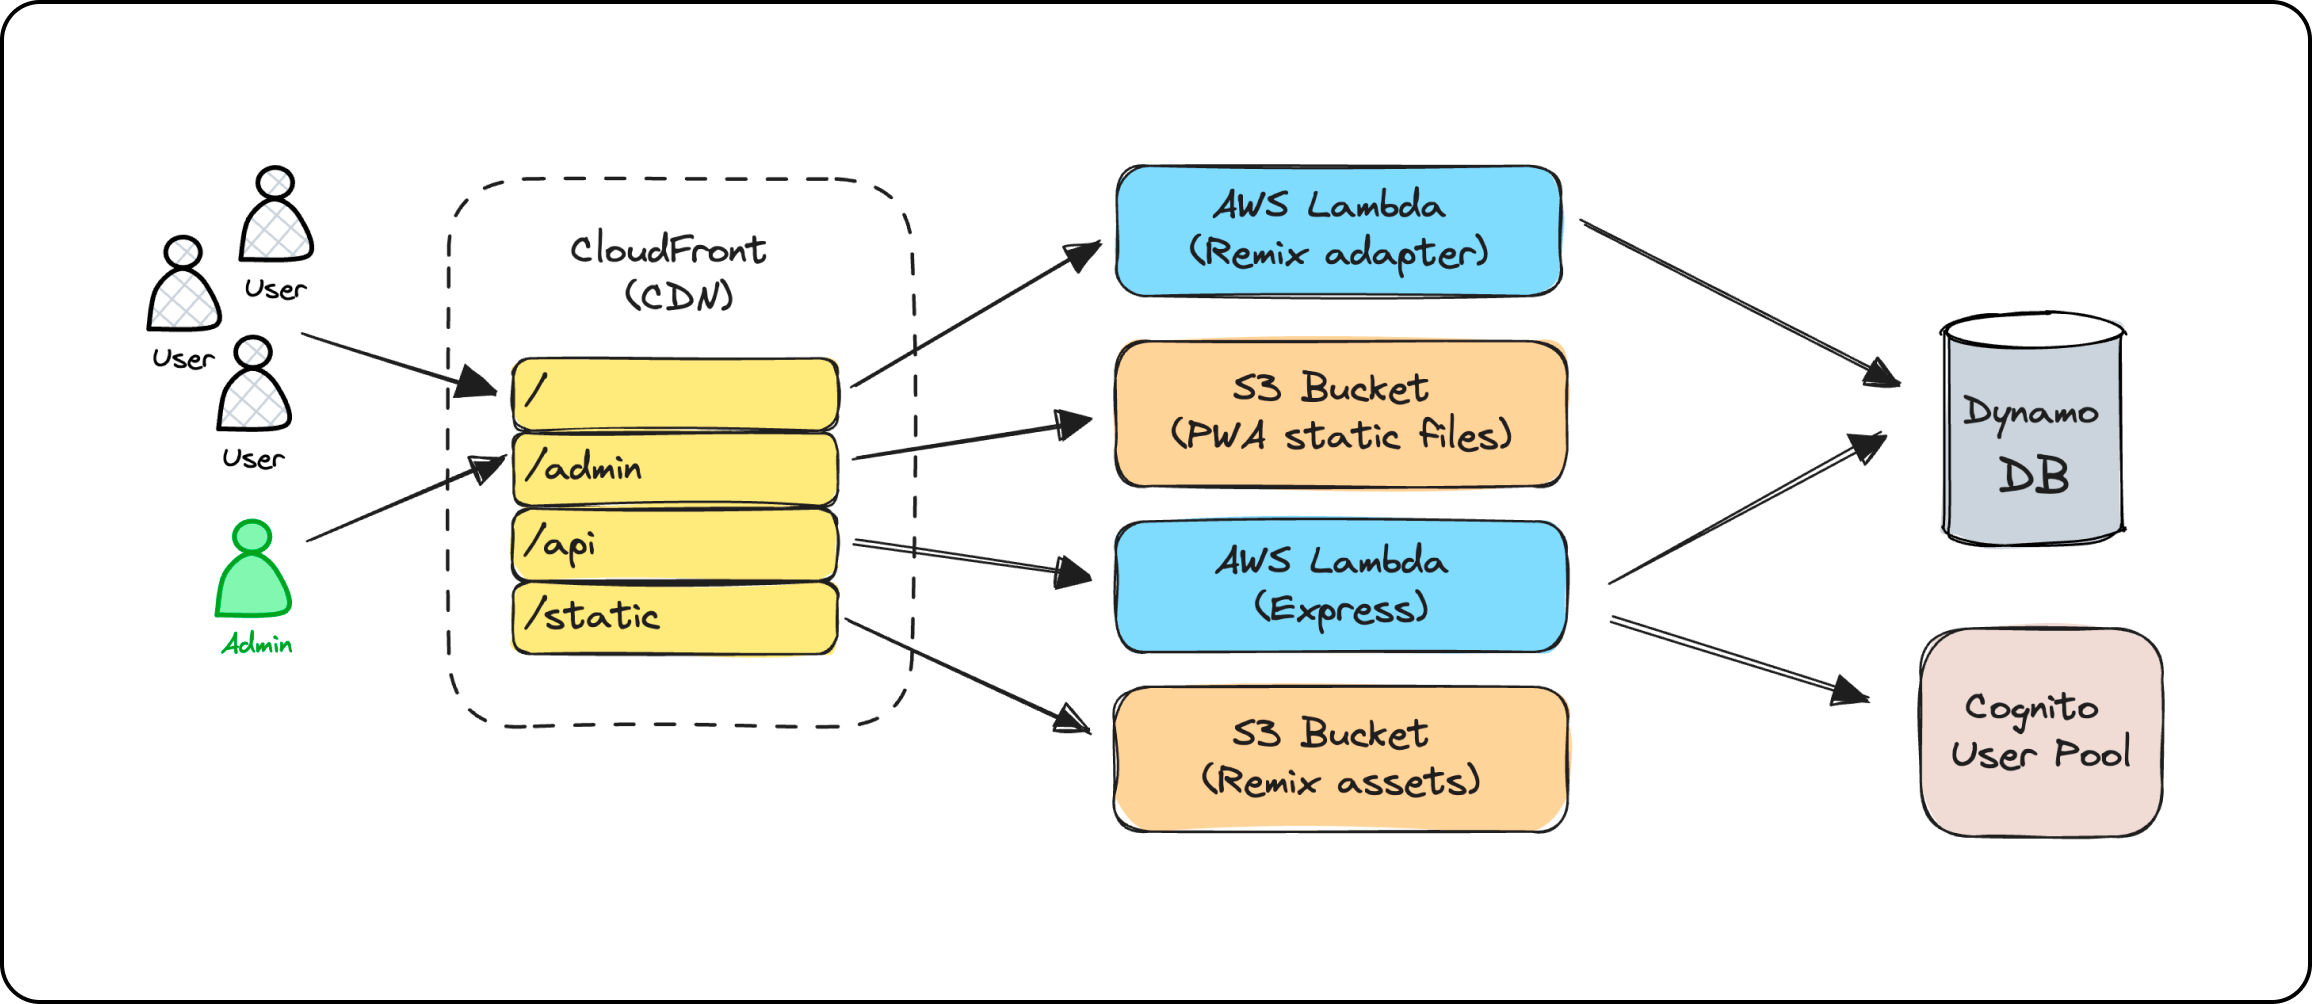 User
User
User
Admin
CloudFront
(CDN)
/
/admin
/api
/static
AWS Lambda
(Remix adapter)
S3 Bucket
(PWA static files)
AWS Lambda
(Express)
S3 Bucket
(Remix assets)
Dynamo
DB
Cognito
User Pool